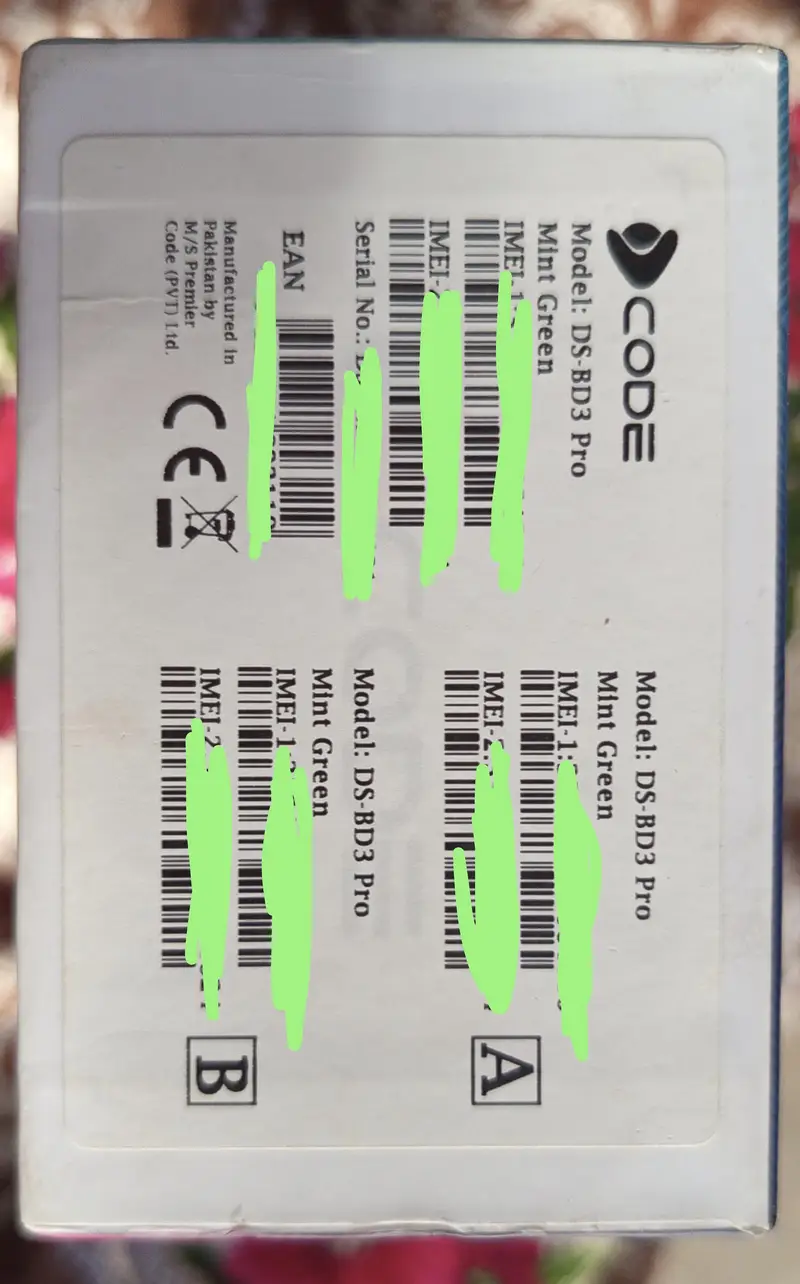 CODE
Model: DS-BD3 Pro
Mint Green
IMEI-1:
IMEI-2
Serial No.:
EAN
Manufactured in
Pakistan by
M/S Premier
Code (PVT) Ltd.
CE
Model: DS-BD3 Pro
Mint Green
IMEI-1:
IMEI-2:
A
Model: DS-BD3 Pro
Mint Green
IMEI-1:
IMEI-2
B